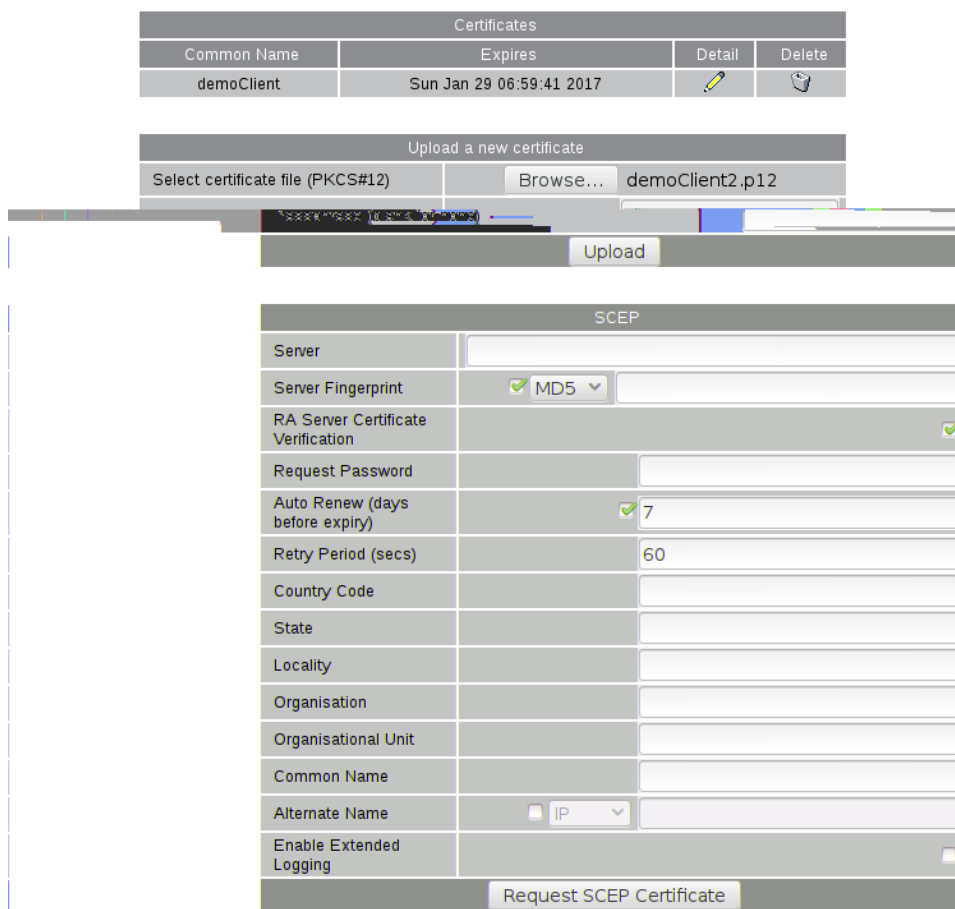 Certificates
Common Name Expires Detail Delete
demoClient Sun Jan 29 06:59:41 2017
Upload a new certificate
Select certificate file (PKCS#12) Browse... demoClient2.p12
Upload
SCEP
Server
Server Fingerprint MD5
RA Server Certificate
Verification
Request Password
Auto Renew (days
before expiry) 7
Retry Period (secs) 60
Country Code
State
Locality
Organisation
Organisational Unit
Common Name
Alternate Name IP
Enable Extended
Logging
Request SCEP Certificate